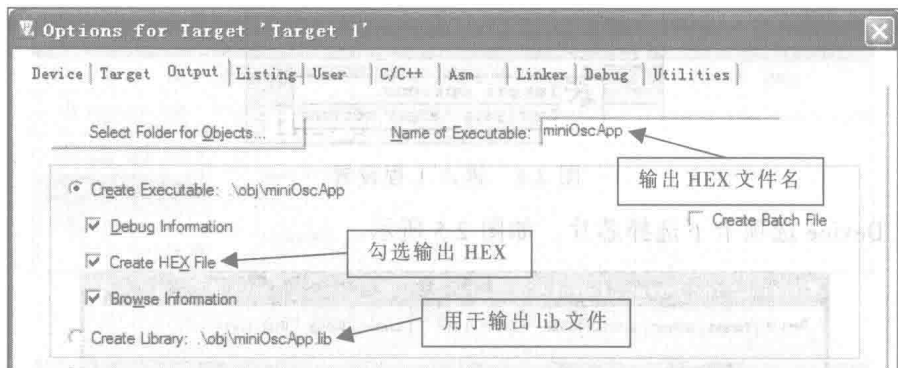 Options for Target 'Target 1'
Device Target Output Listing User C/C++ Asm Linker Debug Utilities
Select Folder for Objects... Name of Executable: miniOscApp
输出 HEX 文件名
Create Executable: .\obj\miniOscApp
Debug Information
Create Batch File
Create HEX File
勾选输出 HEX
Browse Information
用于输出 lib 文件
Create Library: .\obj\miniOscApp.lib